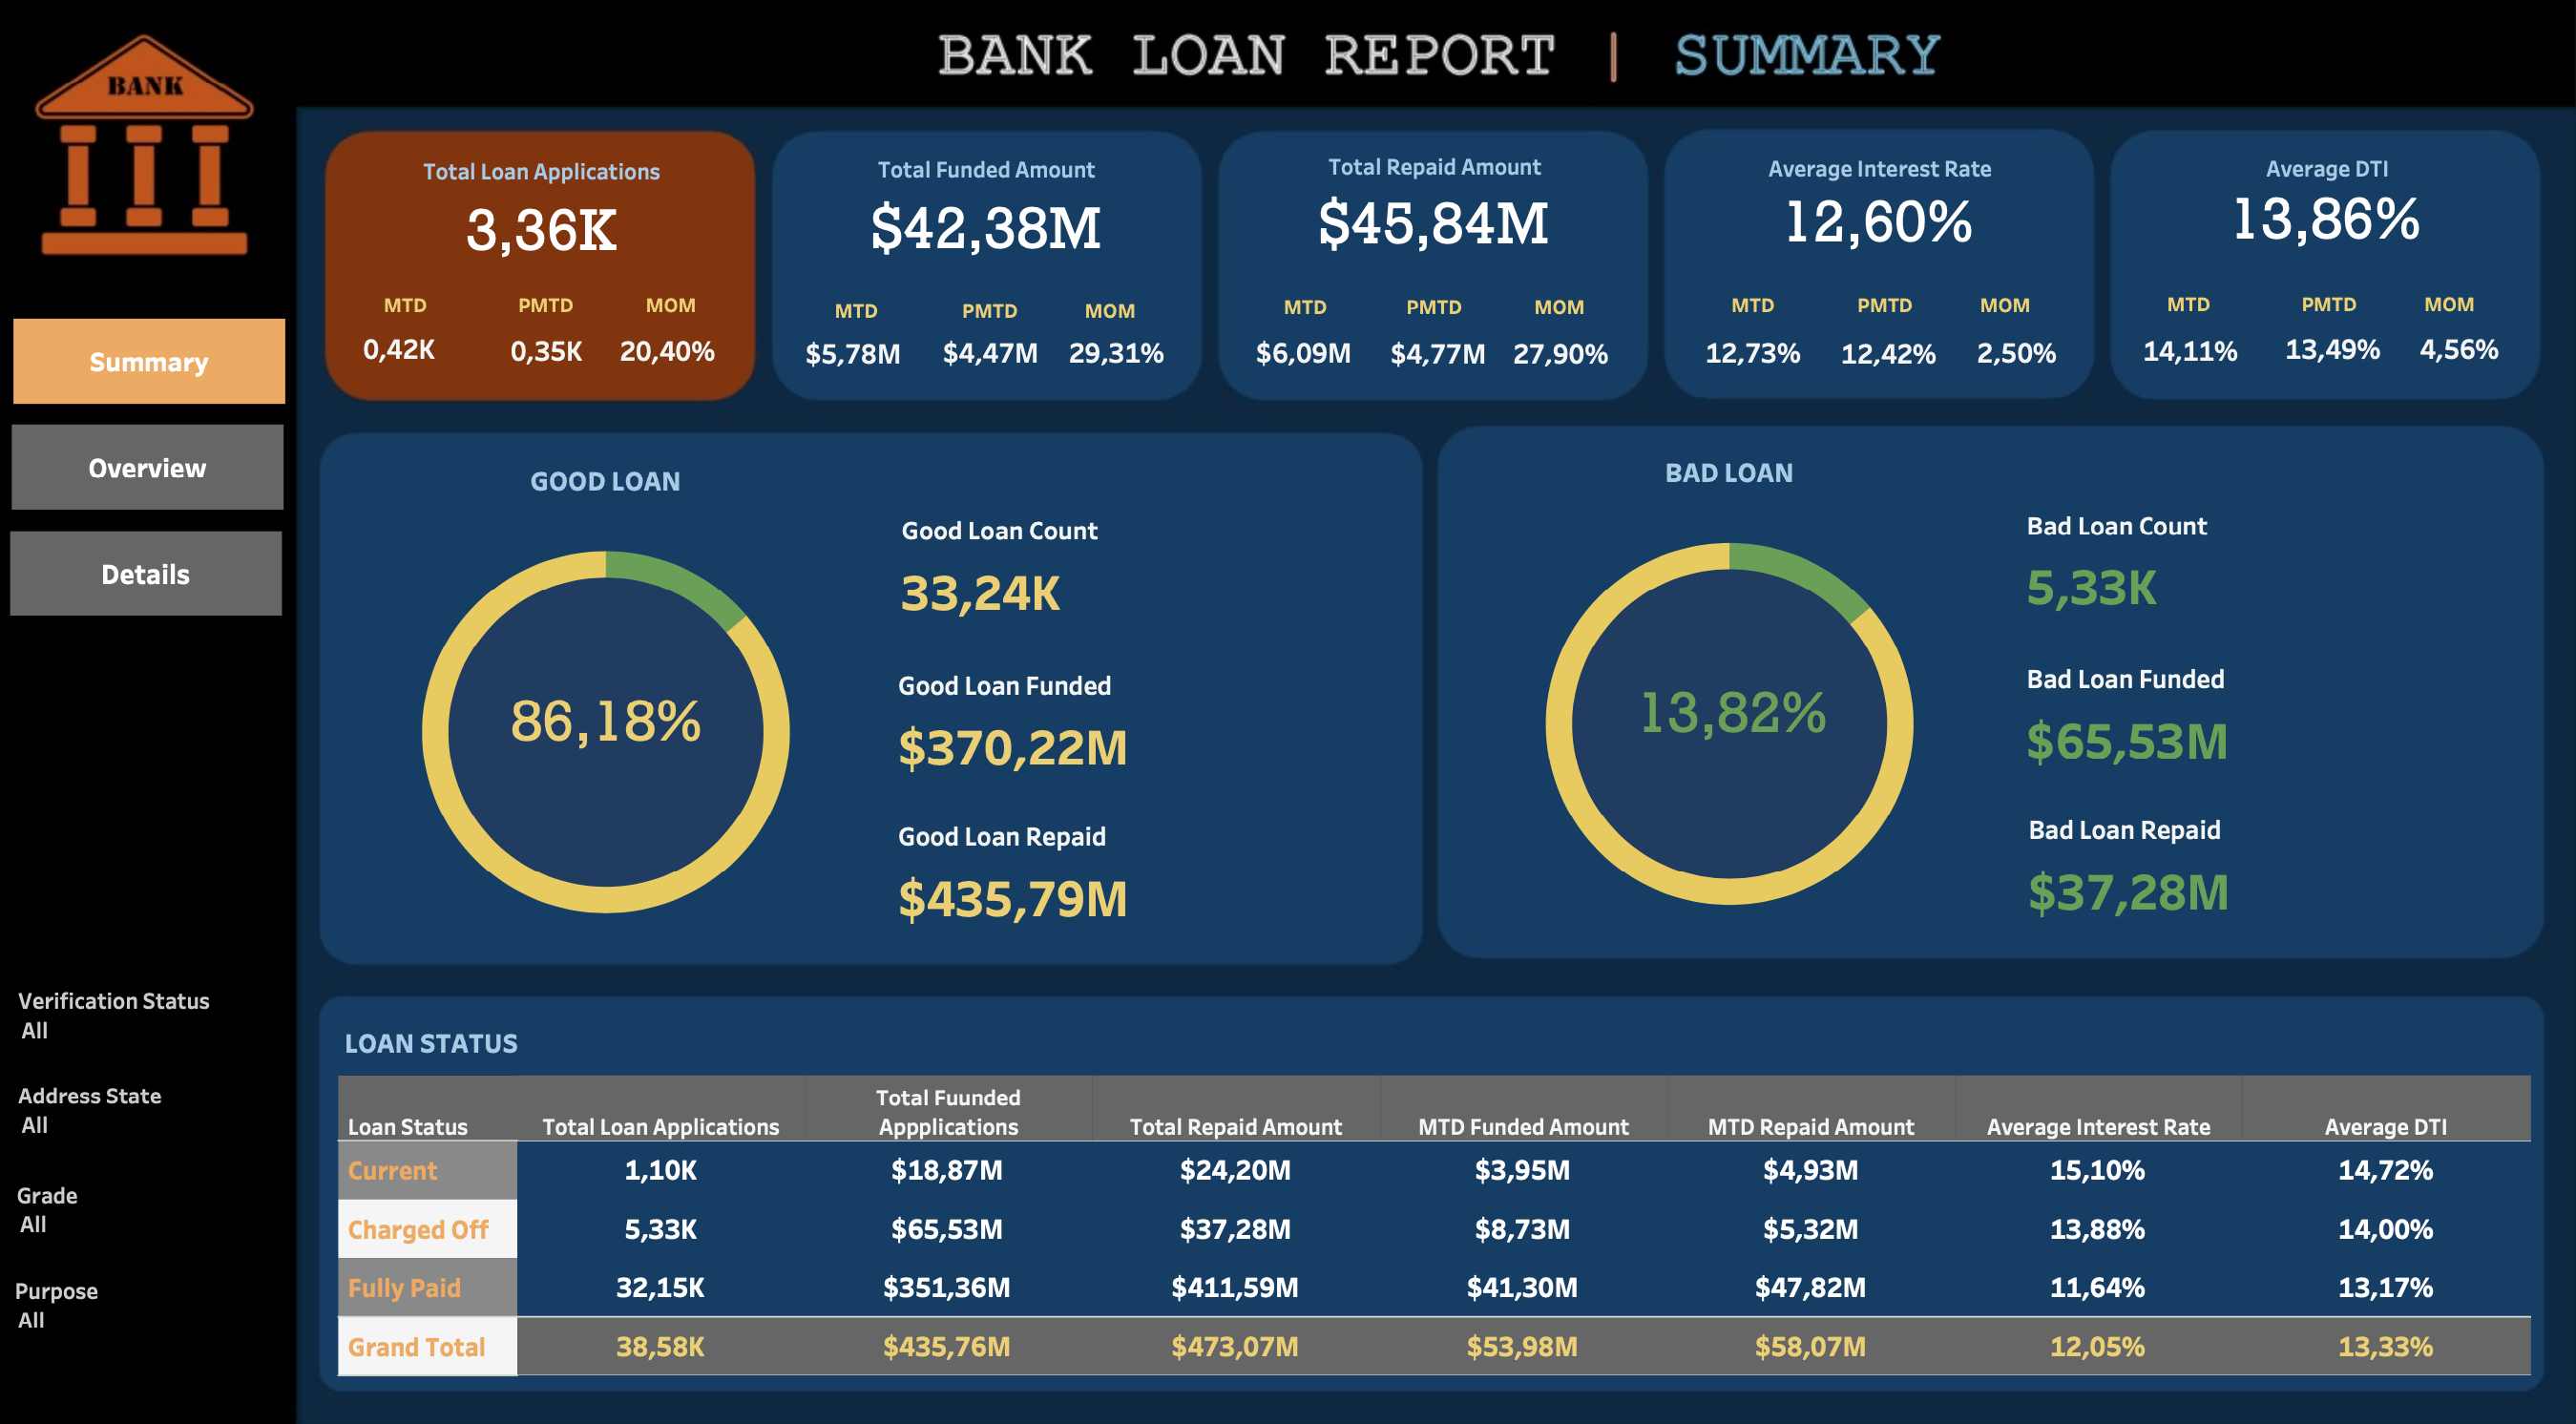 BANK LOAN REPORT | SUMMARY
BANK
Summary
Overview
Details
Verification Status
All
Address State
All
Grade
All
Purpose
All
Total Loan Applications
3,36K
MTD PMTD MOM
0,42K 0,35K 20,40%
Total Funded Amount
$42,38M
MTD PMTD MOM
$5,78M $4,47M 29,31%
Total Repaid Amount
$45,84M
MTD PMTD MOM
$6,09M $4,77M 27,90%
Average Interest Rate
12,60%
MTD PMTD MOM
12,73% 12,42% 2,50%
Average DTI
13,86%
MTD PMTD MOM
14,11% 13,49% 4,56%
GOOD LOAN
86,18%
Good Loan Count
33,24K
Good Loan Funded
$370,22M
Good Loan Repaid
$435,79M
BAD LOAN
13,82%
Bad Loan Count
5,33K
Bad Loan Funded
$65,53M
Bad Loan Repaid
$37,28M
LOAN STATUS
Total Fuunded
Loan Status Total Loan Applications Appplications Total Repaid Amount MTD Funded Amount MTD Repaid Amount Average Interest Rate Average DTI
Current 1,10K $18,87M $24,20M $3,95M $4,93M 15,10% 14,72%
Charged Off 5,33K $65,53M $37,28M $8,73M $5,32M 13,88% 14,00%
Fully Paid 32,15K $351,36M $411,59M $41,30M $47,82M 11,64% 13,17%
Grand Total 38,58K $435,76M $473,07M $53,98M $58,07M 12,05% 13,33%